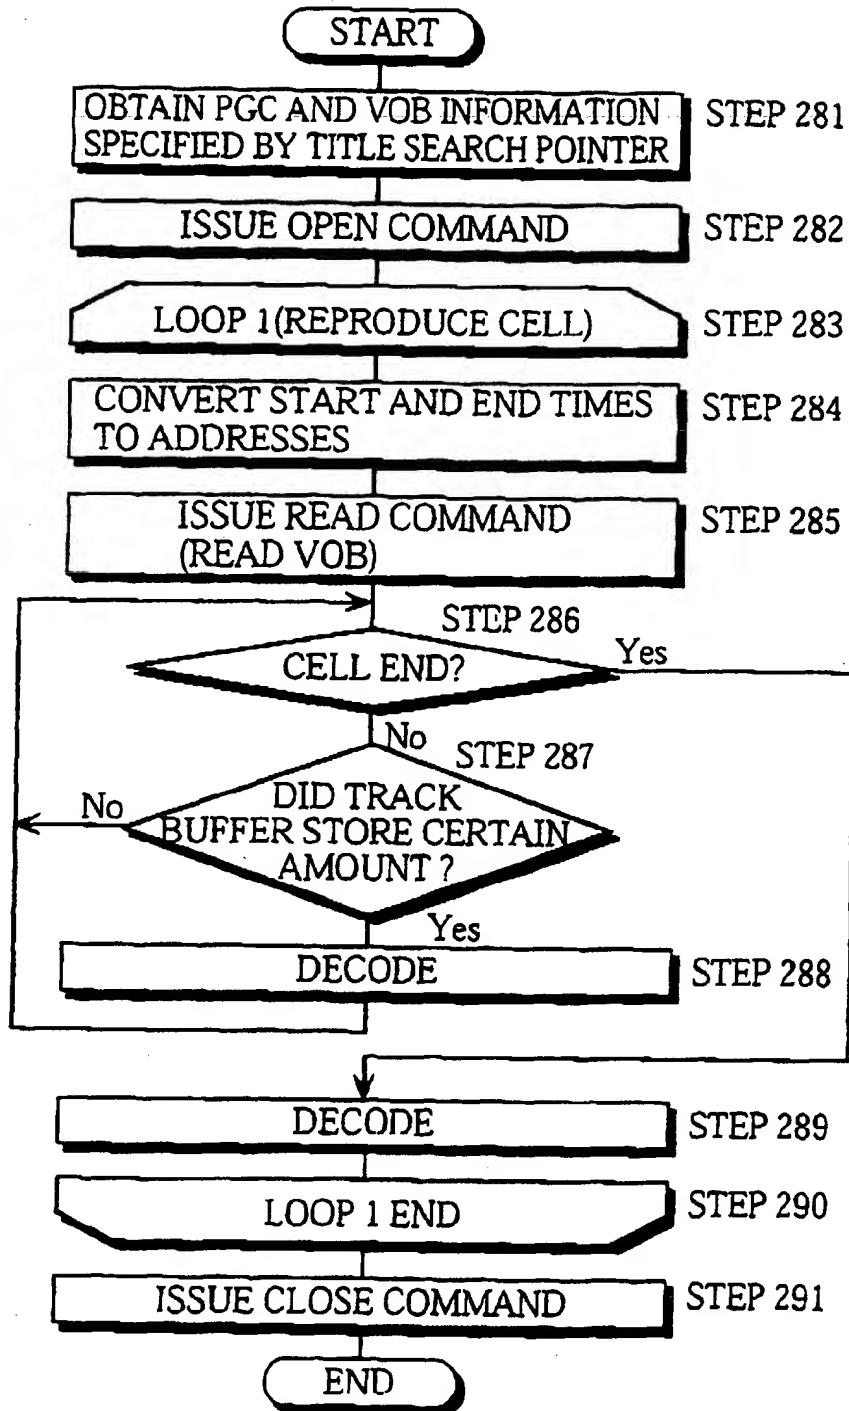 START
OBTAIN PGC AND VOB INFORMATION
SPECIFIED BY TITLE SEARCH POINTER
STEP 281
ISSUE OPEN COMMAND
STEP 282
LOOP 1(REPRODUCE CELL)
STEP 283
CONVERT START AND END TIMES
TO ADDRESSES
STEP 284
ISSUE READ COMMAND
(READ VOB)
STEP 285
STEP 286
CELL END?
Yes
No
STEP 287
DID TRACK
BUFFER STORE CERTAIN
AMOUNT ?
No
Yes
DECODE
STEP 288
DECODE
STEP 289
LOOP 1 END
STEP 290
ISSUE CLOSE COMMAND
STEP 291
END